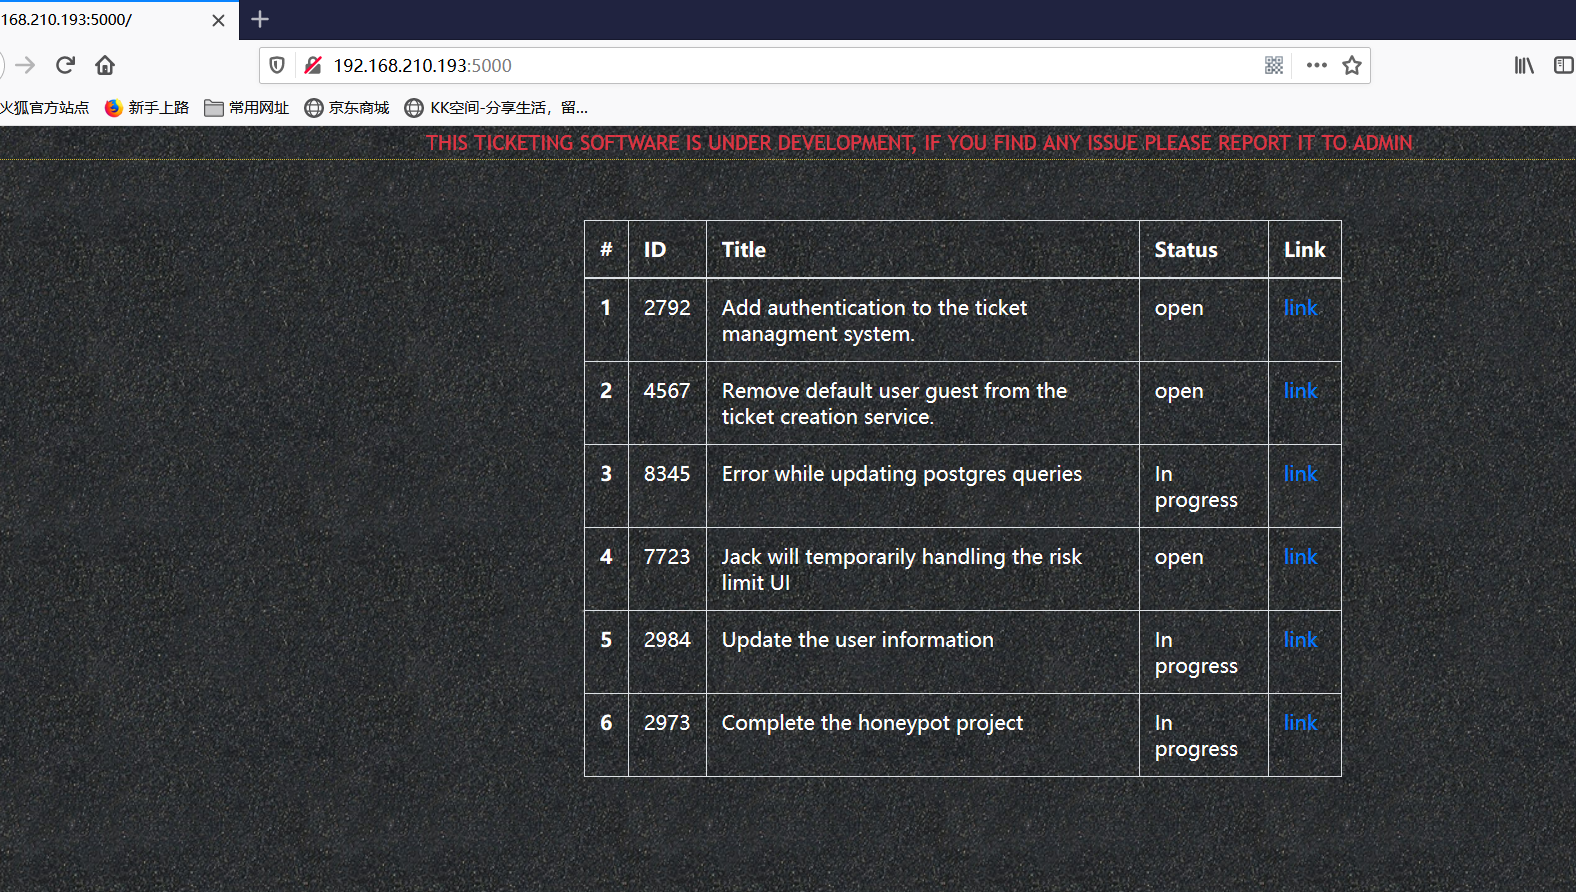 168.210.193:5000/
192.168.210.193:5000
火狐官方站点 新手上路 常用网址 京东商城 KK空间-分享生活，留...
THIS TICKETING SOFTWARE IS UNDER DEVELOPMENT, IF YOU FIND ANY ISSUE PLEASE REPORT IT TO ADMIN
# ID Title Status Link
1 2792 Add authentication to the ticket open link
managment system.
2 4567 Remove default user guest from the open link
ticket creation service.
3 8345 Error while updating postgres queries In link
progress
4 7723 Jack will temporarily handling the risk open link
limit UI
5 2984 Update the user information In link
progress
6 2973 Complete the honeypot project In link
progress